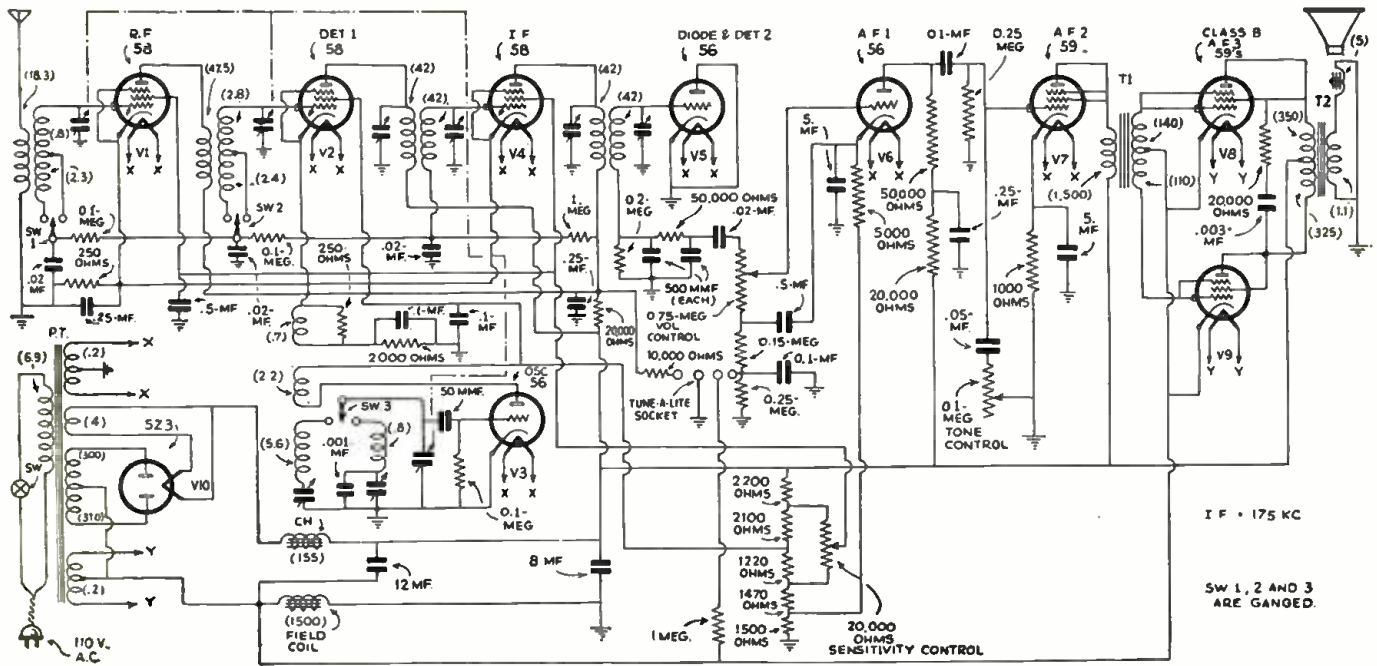 R.F
58
DET 1
58
I F
58
DIODE & DET 2
56
A F 1
56
01-MF
0.25
MEG
A F 2
59
CLASS B
A F 3
59'S
(5)
(18.3)
(47.5)
(42)
(42)
T1
T2
(.8)
(2.8)
(42)
(42)
5.
MF
(140)
(350)
V1
V2
V4
V5
V6
V7
V8
X X
X X
X X
X X
X X
X X
Y Y
(2.3)
(2.4)
50,000
OHMS
(1,500)
(110)
(1.1)
(325)
SW
1
0.1-
MEG
SW 2
1.
MEG
0.2-
MEG
50,000 OHMS
.02-MF.
5000
OHMS
.25-
MF
5.
MF
20,000
OHMS
.003-
MF
250
OHMS
0.1-
MEG.
250-
OHMS
.02-
MF.
.25-
MF.
500 MMF
(EACH)
.5-MF
20,000
OHMS
1000
OHMS
.02
MF
.25-MF.
.5-MF
.02-
MF
.1-MF
.1-
MF
20,000
OHMS
0.75-MEG
VOL
CONTROL
0.15-MEG
.05-
MF.
V9
Y Y
P.T.
(.7)
2000 OHMS
10,000 OHMS
0.1-MF
(6.9)
(.2)
X
X
(2 2)
OSC
56
50 MMF.
TUNE-A-LITE
SOCKET
0.25-
MEG.
0.1-
MEG
TONE
CONTROL
(.4)
5Z3
SW 3
(5.6)
.001
MF
(.8)
V3
X X
SW
(300)
V10
(310)
0.1-
MEG
2200
OHMS
2100
OHMS
I F = 175 KC
CH
(155)
12 MF.
8 MF
1220
OHMS
1470
OHMS
1500
OHMS
SW 1, 2 AND 3
ARE GANGED.
Y
(.2)
Y
(1500)
FIELD
COIL
1 MEG.
20,000
OHMS
SENSITIVITY CONTROL
110 V.
A.C.